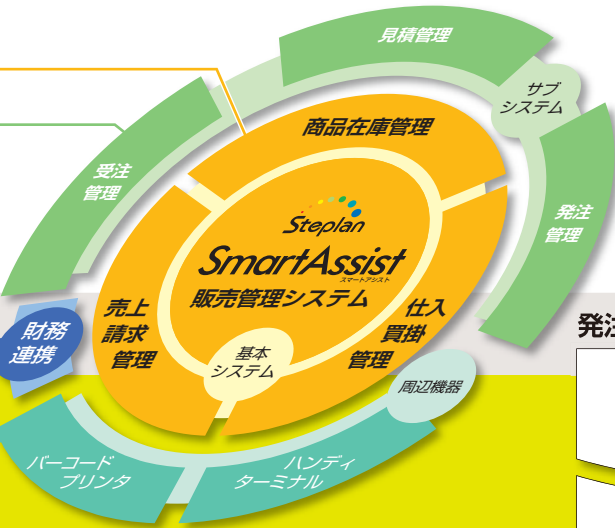 見積管理
サブ
システム
商品在庫管理
受注
管理
発注
管理
Steplan
SmartAssist
スマートアシスト
販売管理システム
売上
請求
管理
仕入
買掛
管理
財務
連携
発注
基本
システム
周辺機器
バーコード
プリンタ
ハンディ
ターミナル